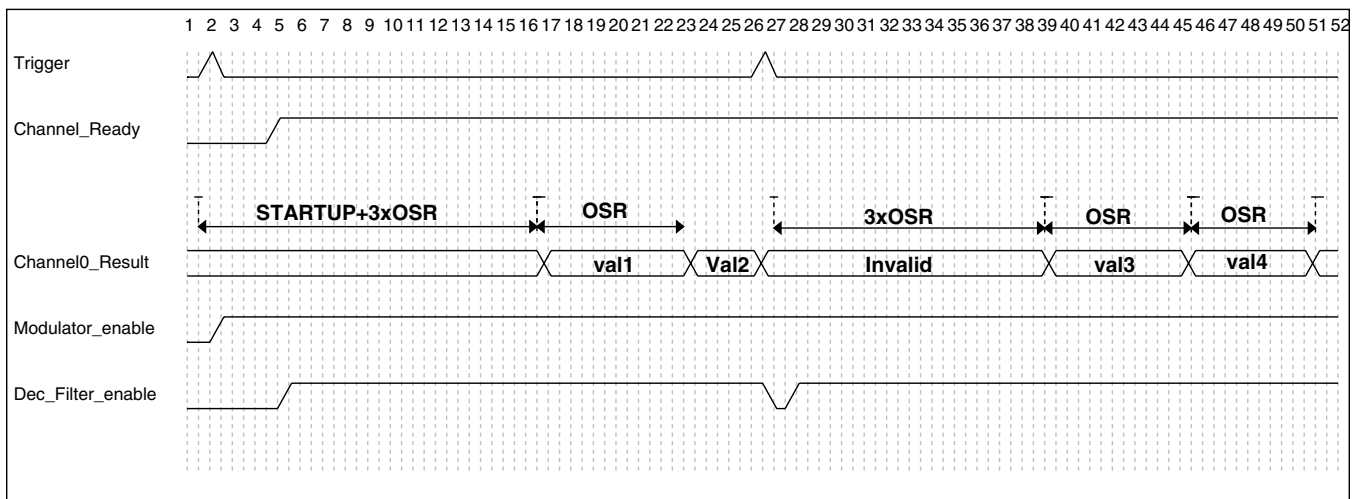 1 2 3 4 5 6 7 8 9 10 11 12 13 14 15 16 17 18 19 20 21 22 23 24 25 26 27 28 29 30 31 32 33 34 35 36 37 38 39 40 41 42 43 44 45 46 47 48 49 50 51 52
Trigger
Channel_Ready
STARTUP+3xOSR OSR 3xOSR OSR OSR
Channel0_Result val1 Val2 Invalid val3 val4
Modulator_enable
Dec_Filter_enable